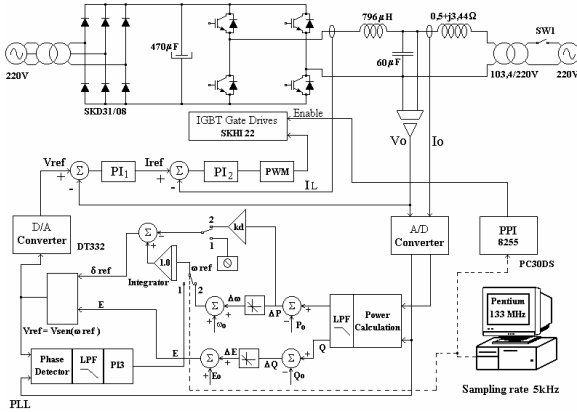 796µH
0,5+j3,44Ω
SW1
470µF
60µF
220V
SKD31/08
103,4/220V
220V
IGBT Gate Drives
SKHI 22
Enable
Vo
Io
Vref
Iref
+
Σ
-
PI1
+
Σ
-
PI2
PWM
IL
D/A
Converter
DT332
A/D
Converter
PPI
8255
PC30DS
2
kd
1
Σ
-
+
1.0
Integrator
δ ref
ω ref
1
2
E
Vref = Vsen(ω ref )
Σ
Δω
+
+
ωo
ΔP
Σ
+
-
Po
LPF
Power
Calculation
Pentium
133 MHz
Phase
Detector
LPF
PI3
E
Σ
ΔE
+
+
Eo
ΔQ
Σ
Q
+
-
Qo
Sampling rate 5kHz
PLL